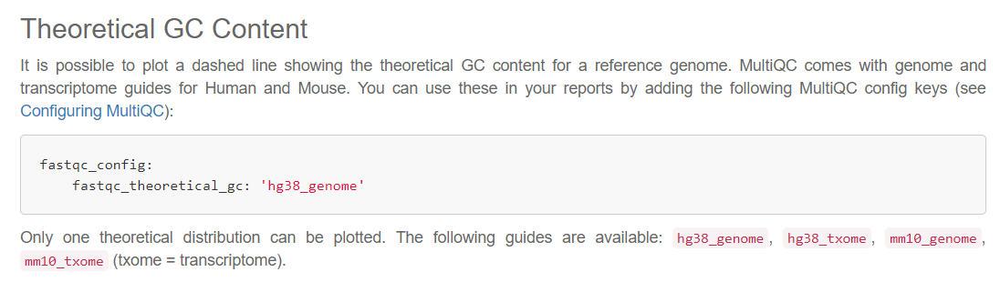 Theoretical GC Content
It is possible to plot a dashed line showing the theoretical GC content for a reference genome. MultiQC comes with genome and
transcriptome guides for Human and Mouse. You can use these in your reports by adding the following MultiQC config keys (see
Configuring MultiQC):
fastqc_config:
    fastqc_theoretical_gc: 'hg38_genome'
Only one theoretical distribution can be plotted. The following guides are available: hg38_genome, hg38_txome, mm10_genome,
mm10_txome (txome = transcriptome).